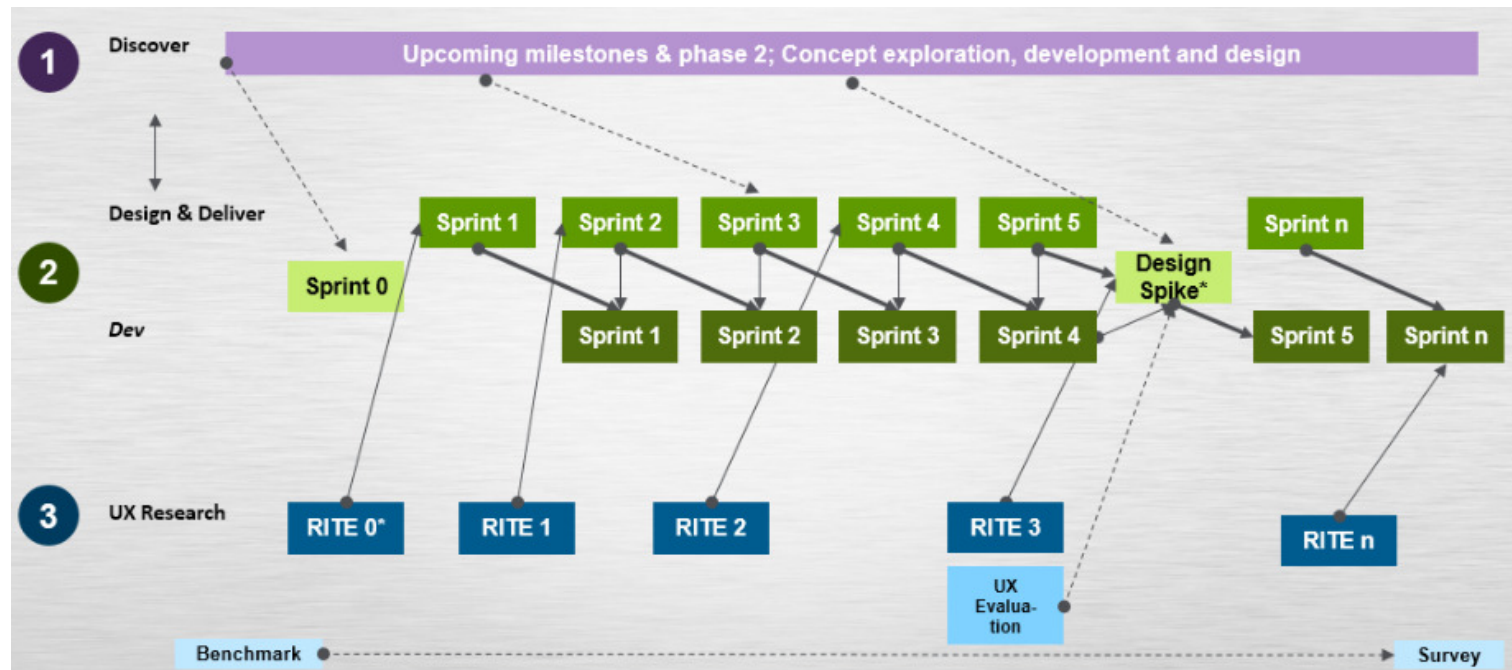 1
Discover
Upcoming milestones & phase 2; Concept exploration, development and design
Design & Deliver
Sprint 1
Sprint 2
Sprint 3
Sprint 4
Sprint 5
Sprint n
2
Sprint 0
Design
Spike*
Dev
Sprint 1
Sprint 2
Sprint 3
Sprint 4
Sprint 5
Sprint n
3
UX Research
RITE 0*
RITE 1
RITE 2
RITE 3
RITE n
UX
Evalua-
tion
Benchmark
Survey